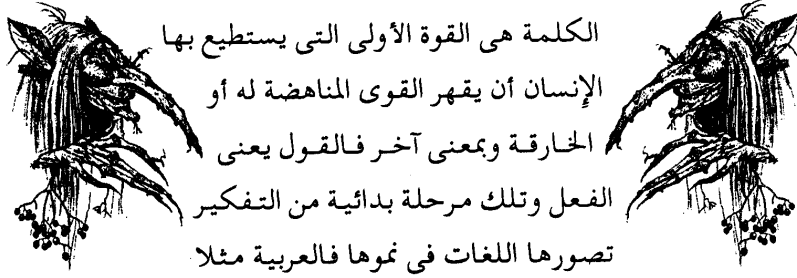 الكلمة هى القوة الأولى التى يستطيع بها
الإنسان أن يقهر القوى المناهضة له أو
الخارقة وبمعنى آخر فالقول يعنى
الفعل وتلك مرحلة بدائية من التفكير
تصورها اللغات فى نموها فالعربية مثلا